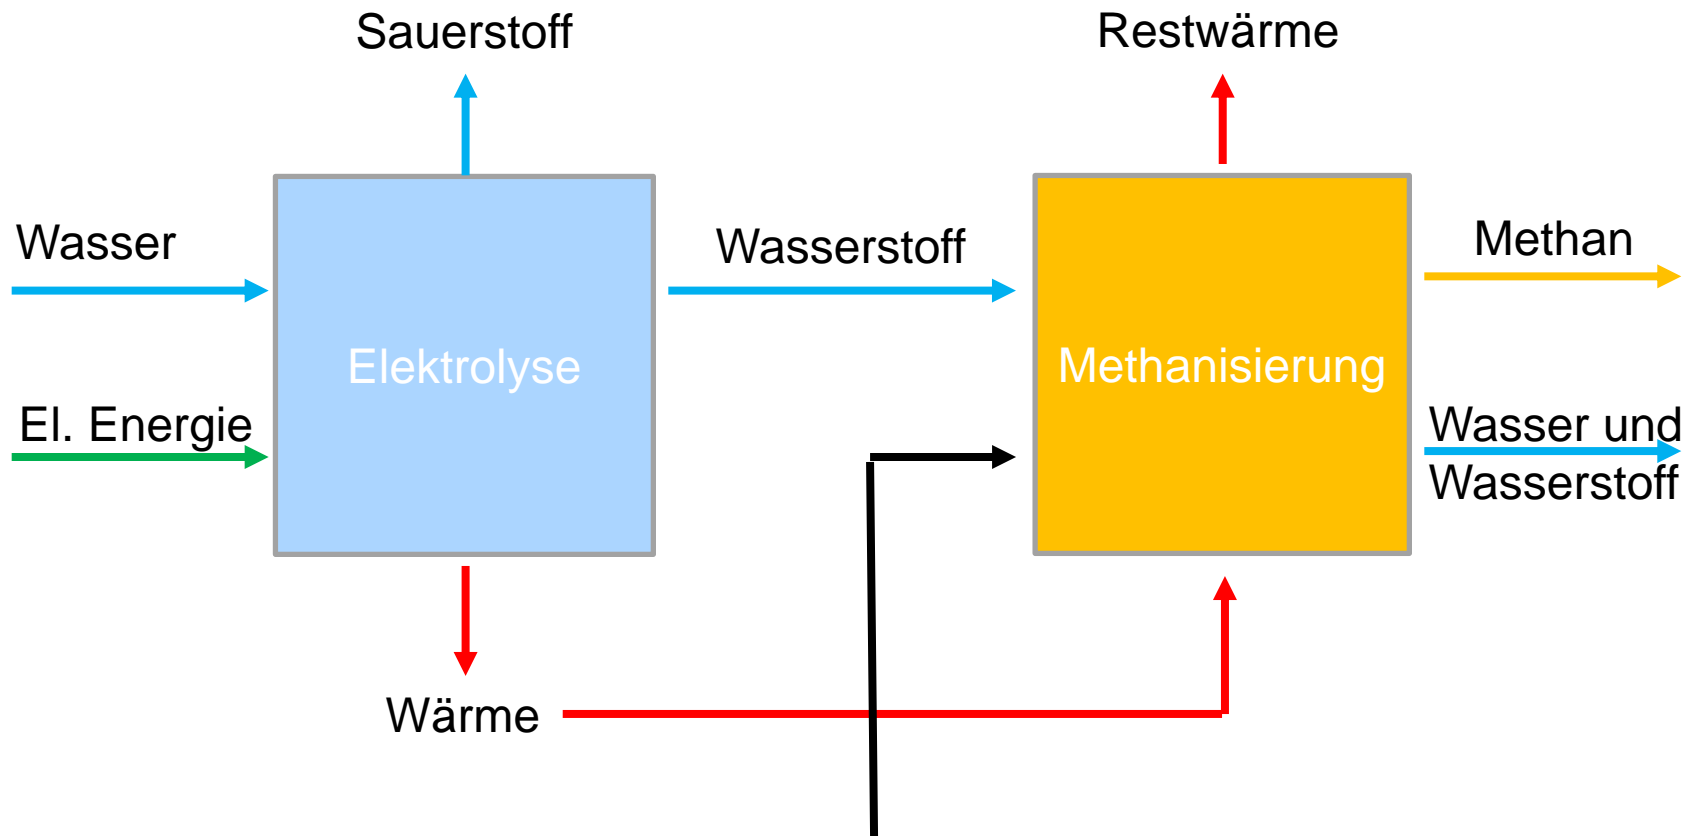 Sauerstoff
Restwärme
Wasser
Wasserstoff
Methan
Elektrolyse
Methanisierung
El. Energie
Wasser und
Wasserstoff
Wärme